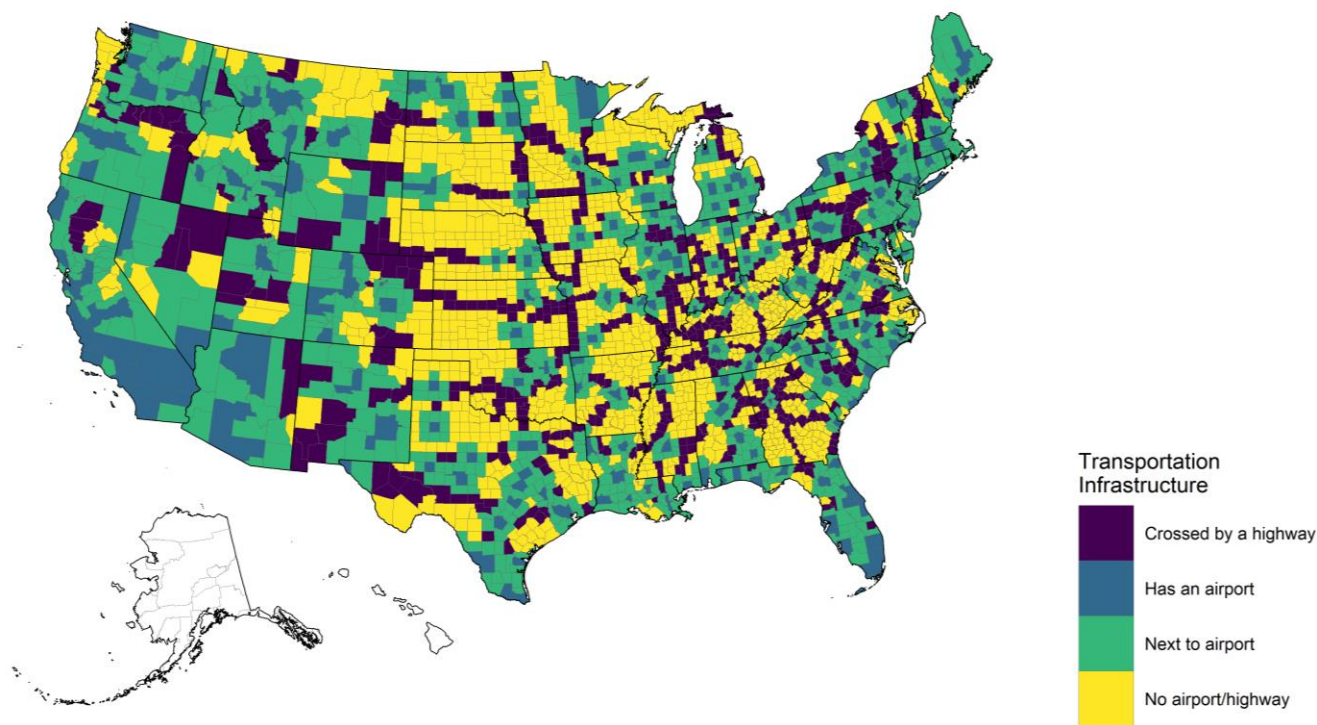 Transportation
Infrastructure
Crossed by a highway
Has an airport
Next to airport
No airport/highway